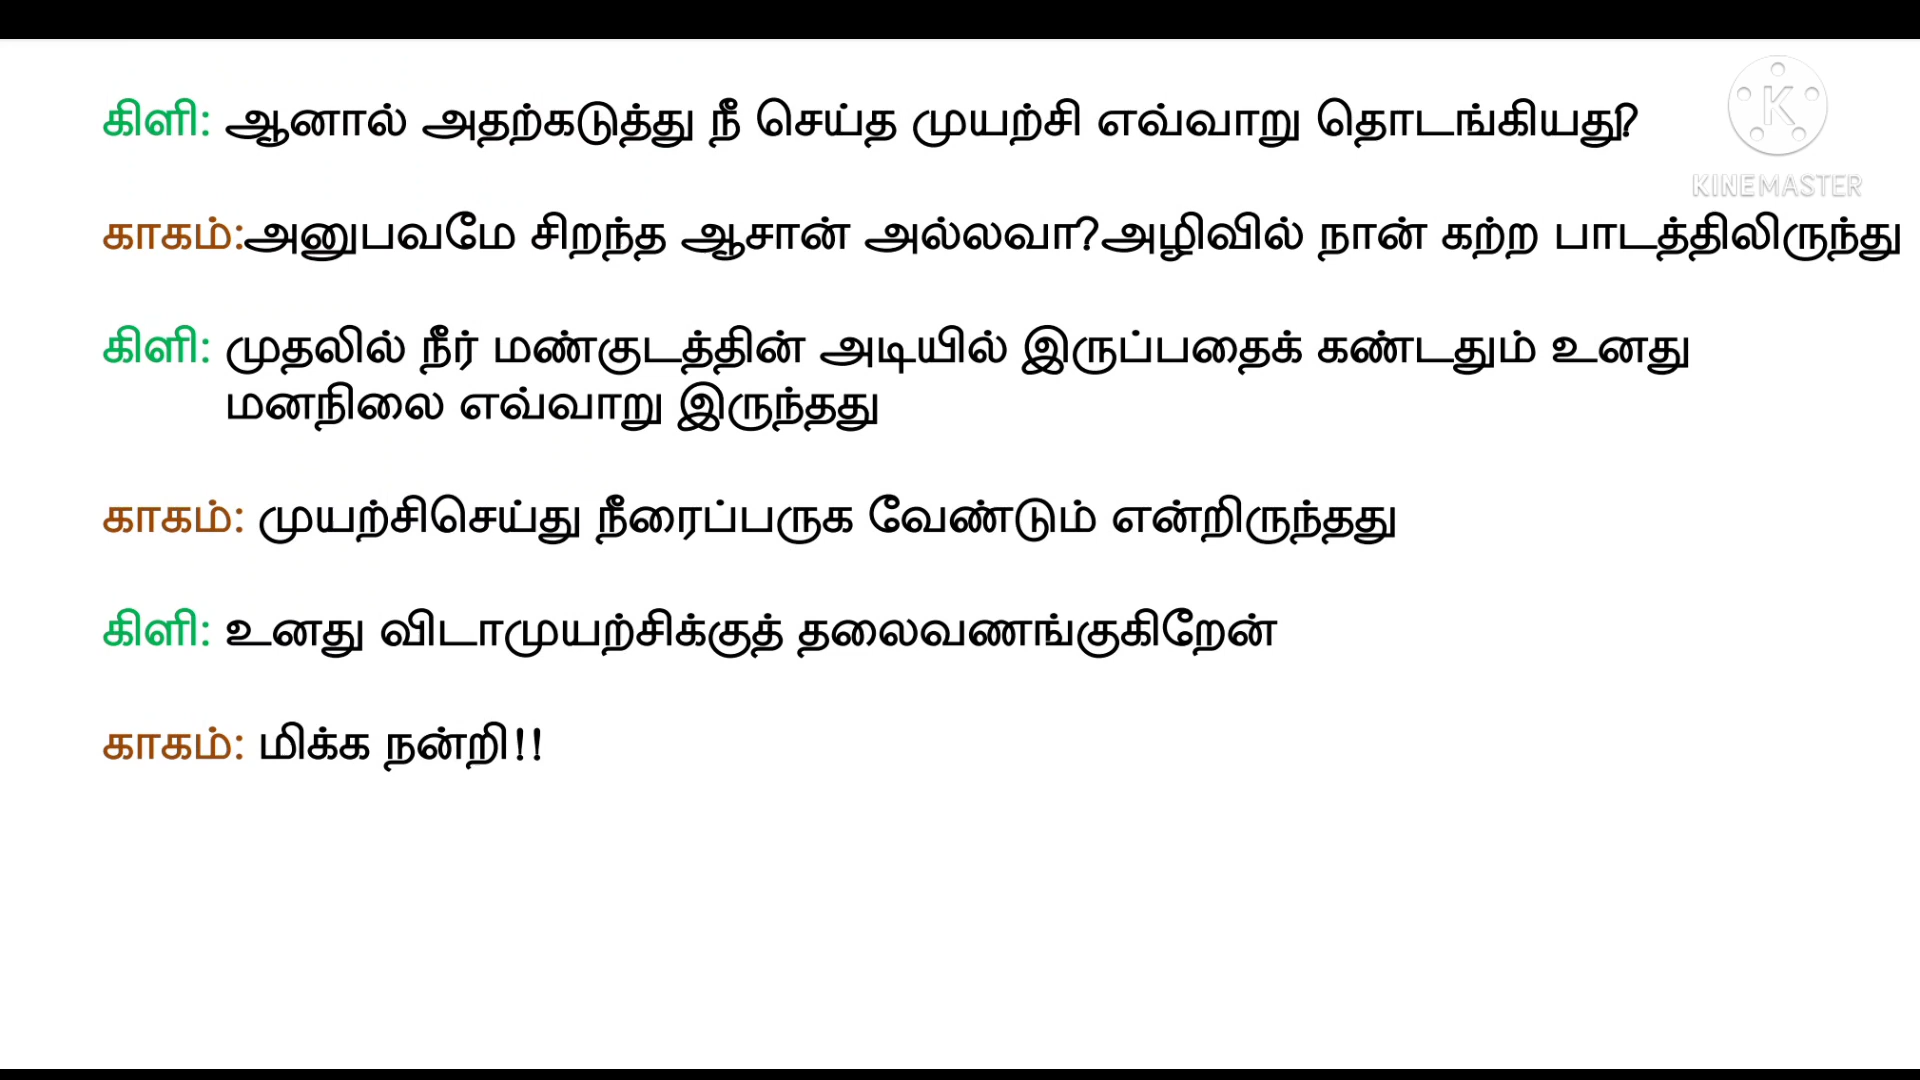 கிளி: ஆனால் அதற்கடுத்து நீ செய்த முயற்சி எவ்வாறு தொடங்கியது?
K
KINEMASTER
காகம்:அனுபவமே சிறந்த ஆசான் அல்லவா?அழிவில் நான் கற்ற பாடத்திலிருந்து
கிளி: முதலில் நீர் மண்குடத்தின் அடியில் இருப்பதைக் கண்டதும் உனது
மனநிலை எவ்வாறு இருந்தது
காகம்: முயற்சிசெய்து நீரைப்பருக வேண்டும் என்றிருந்தது
கிளி: உனது விடாமுயற்சிக்குத் தலைவணங்குகிறேன்
காகம்: மிக்க நன்றி!!